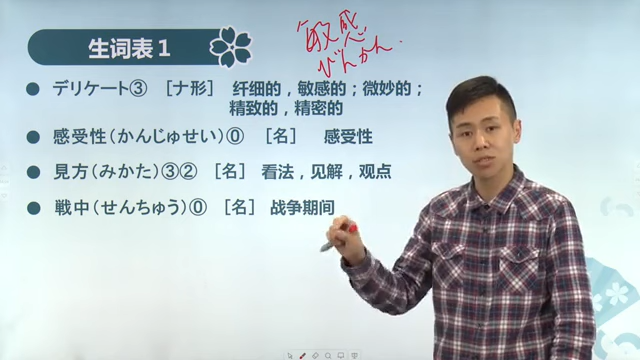 生词表1
敏感
びんかん
デリケート③ [ナ形] 纤细的，敏感的；微妙的；
精致的，精密的
感受性（かんじゅせい）⓪ [名] 感受性
見方（みかた）③② [名] 看法，见解，观点
戦中（せんちゅう）⓪ [名] 战争期间